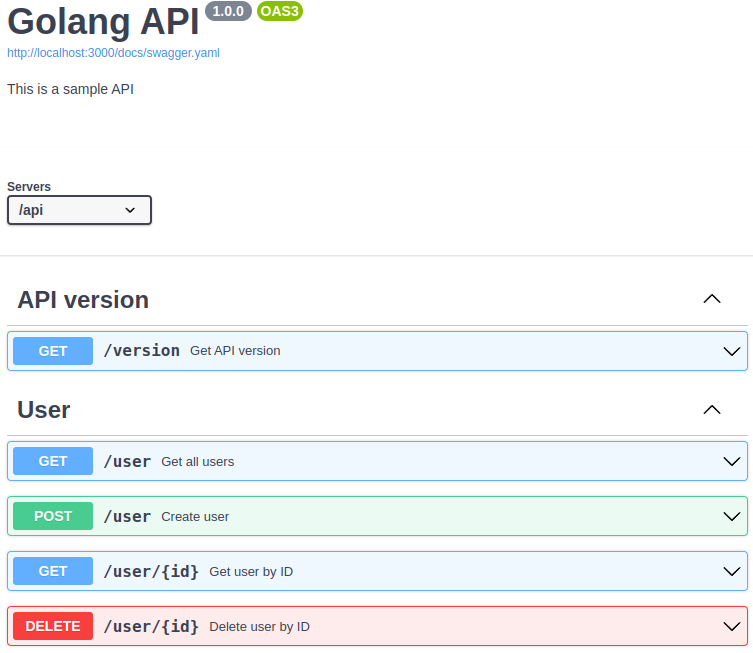 Golang API 1.0.0 OAS3
http://localhost:3000/docs/swagger.yaml
This is a sample API
Servers
/api
API version
GET /version Get API version
User
GET /user Get all users
POST /user Create user
GET /user/{id} Get user by ID
DELETE /user/{id} Delete user by ID